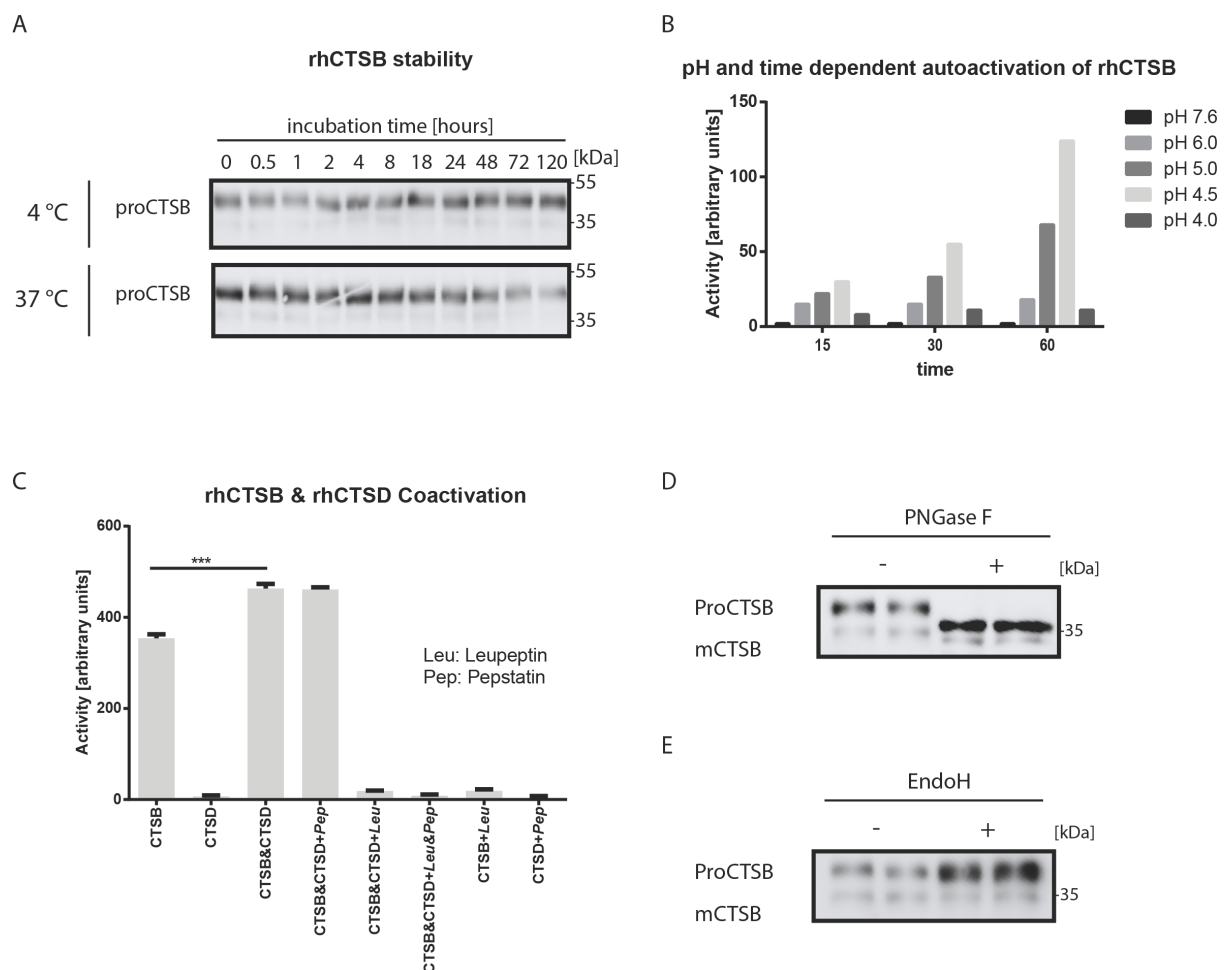 A
rhCTSB stability
incubation time [hours]
0 0.5 1 2 4 8 18 24 48 72 120 [kDa]
4 °C
proCTSB
-55
-35
37 °C
proCTSB
-55
-35
B
pH and time dependent autoactivation of rhCTSB
Activity [arbitrary units]
150
100
50
0
15 30 60
time
pH 7.6
pH 6.0
pH 5.0
pH 4.5
pH 4.0
C
rhCTSB & rhCTSD Coactivation
Activity [arbitrary units]
600
400
200
0
***
Leu: Leupeptin
Pep: Pepstatin
CTSB
CTSD
CTSB&CTSD
CTSB&CTSD+Pep
CTSB&CTSD+Leu
CTSB&CTSD+Leu&Pep
CTSB+Leu
CTSD+Pep
D
PNGase F
- + [kDa]
ProCTSB
mCTSB
-35
E
EndoH
- + [kDa]
ProCTSB
mCTSB
-35